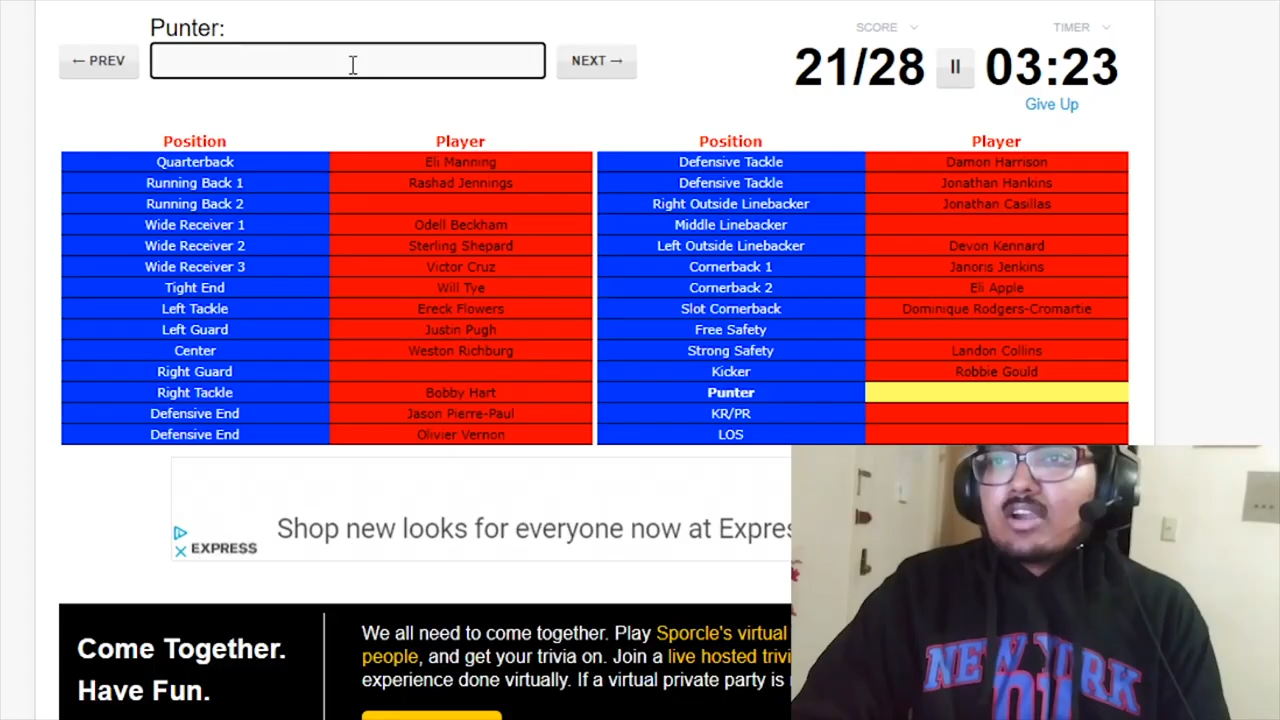 Punter:
← PREV
NEXT →
SCORE
TIMER
21/28
03:23
Give Up
Position Player Position Player
Quarterback Eli Manning Defensive Tackle Damon Harrison
Running Back 1 Rashad Jennings Defensive Tackle Jonathan Hankins
Running Back 2 Right Outside Linebacker Jonathan Casillas
Wide Receiver 1 Odell Beckham Middle Linebacker
Wide Receiver 2 Sterling Shepard Left Outside Linebacker Devon Kennard
Wide Receiver 3 Victor Cruz Cornerback 1 Janoris Jenkins
Tight End Will Tye Cornerback 2 Eli Apple
Left Tackle Ereck Flowers Slot Cornerback Dominique Rodgers-Cromartie
Left Guard Justin Pugh Free Safety
Center Weston Richburg Strong Safety Landon Collins
Right Guard Kicker Robbie Gould
Right Tackle Bobby Hart Punter
Defensive End Jason Pierre-Paul KR/PR
Defensive End Olivier Vernon LOS
Shop new looks for everyone now at Expre
EXPRESS
Come Together.
Have Fun.
We all need to come together. Play Sporcle's virtual
people, and get your trivia on. Join a live hosted trivi
experience done virtually. If a virtual private party is
NEW YORK